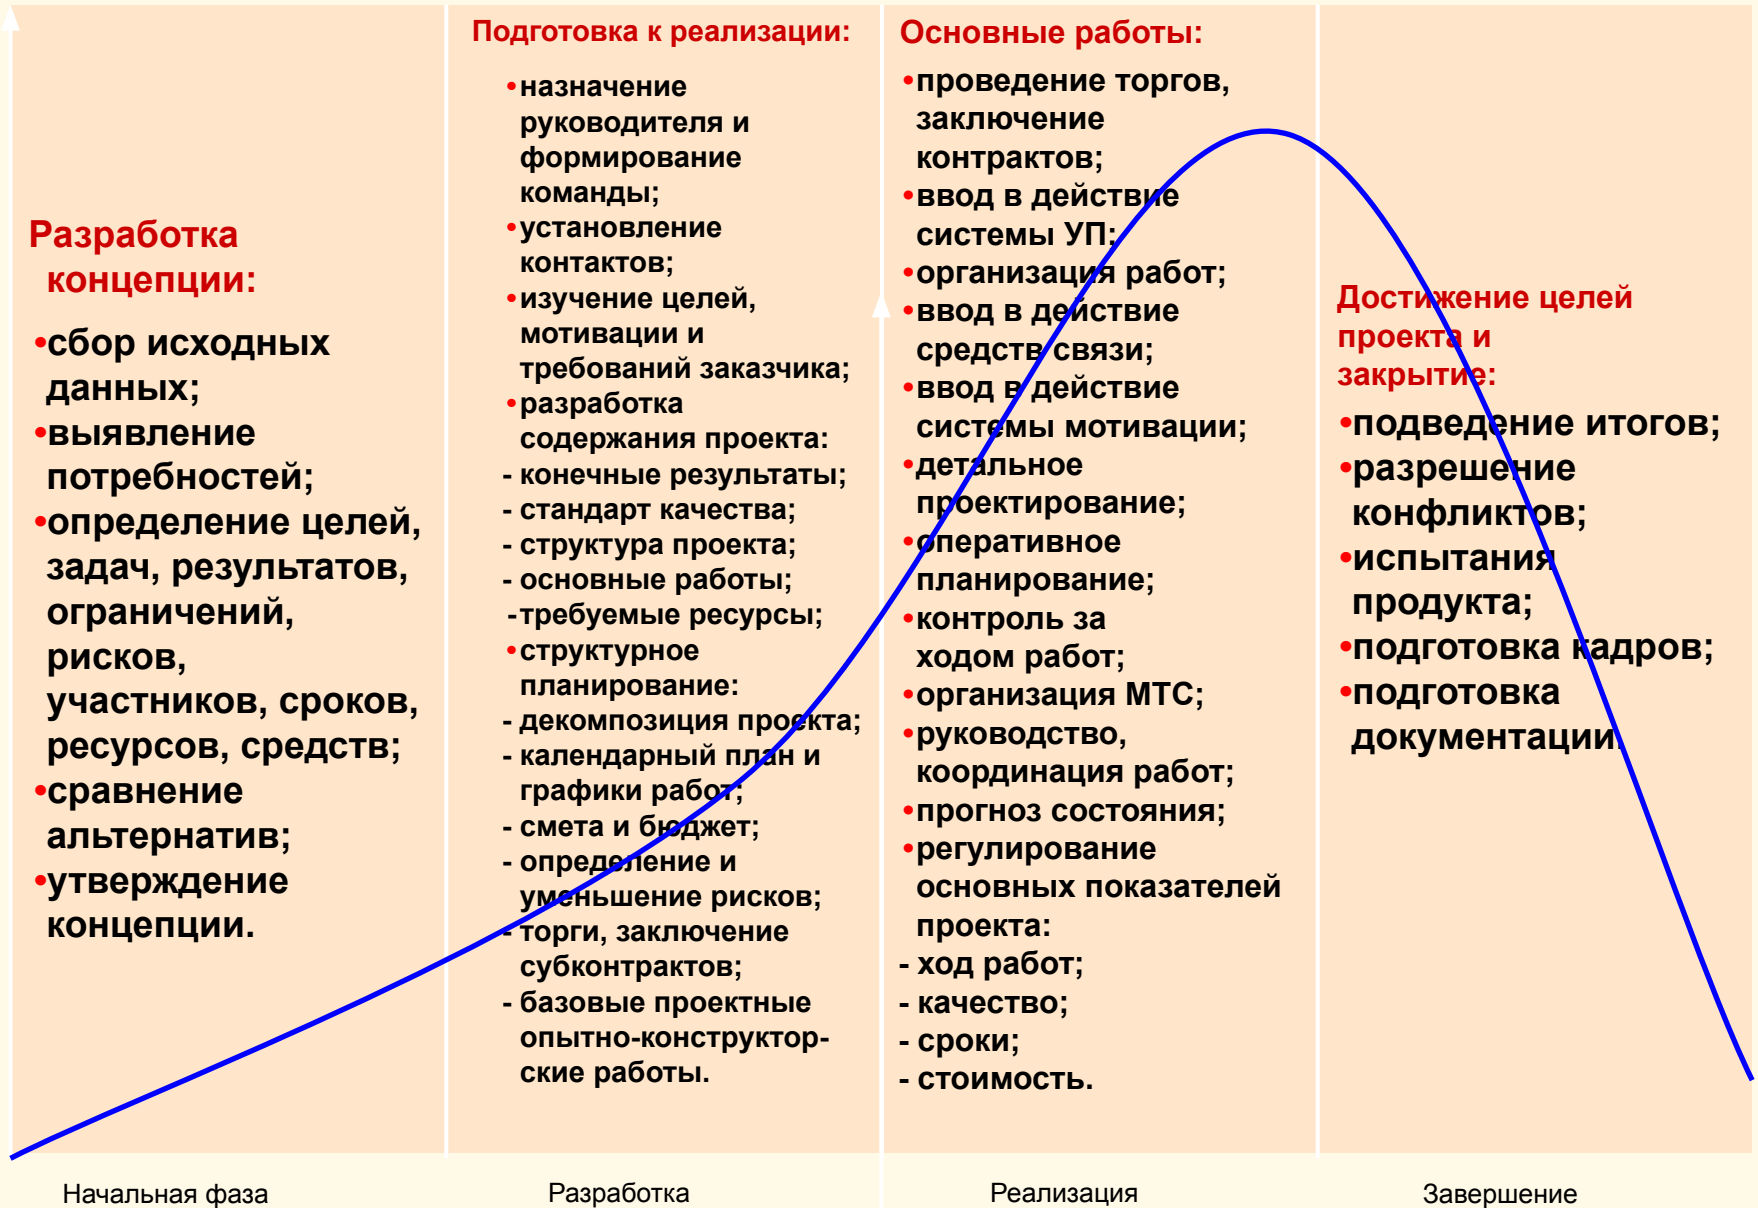 Разработка
концепции:
•сбор исходных
данных;
•выявление
потребностей;
•определение целей,
задач, результатов,
ограничений,
рисков,
участников, сроков,
ресурсов, средств;
•сравнение
альтернатив;
•утверждение
концепции.
Начальная фаза
Подготовка к реализации:
•назначение
руководителя и
формирование
команды;
•установление
контактов;
•изучение целей,
мотивации и
требований заказчика;
•разработка
содержания проекта:
- конечные результаты;
- стандарт качества;
- структура проекта;
- основные работы;
-требуемые ресурсы;
•структурное
планирование:
- декомпозиция проекта;
- календарный план и
графики работ;
- смета и бюджет;
- определение и
уменьшение рисков;
- торги, заключение
субконтрактов;
- базовые проектные
опытно-конструктор-
ские работы.
Разработка
Основные работы:
•проведение торгов,
заключение
контрактов;
•ввод в действие
системы УП;
•организация работ;
•ввод в действие
средств связи;
•ввод в действие
системы мотивации;
•детальное
проектирование;
•оперативное
планирование;
•контроль за
ходом работ;
•организация МТС;
•руководство,
координация работ;
•прогноз состояния;
•регулирование
основных показателей
проекта:
- ход работ;
- качество;
- сроки;
- стоимость.
Реализация
Достижение целей
проекта и
закрытие:
•подведение итогов;
•разрешение
конфликтов;
•испытания
продукта;
•подготовка кадров;
•подготовка
документации.
Завершение